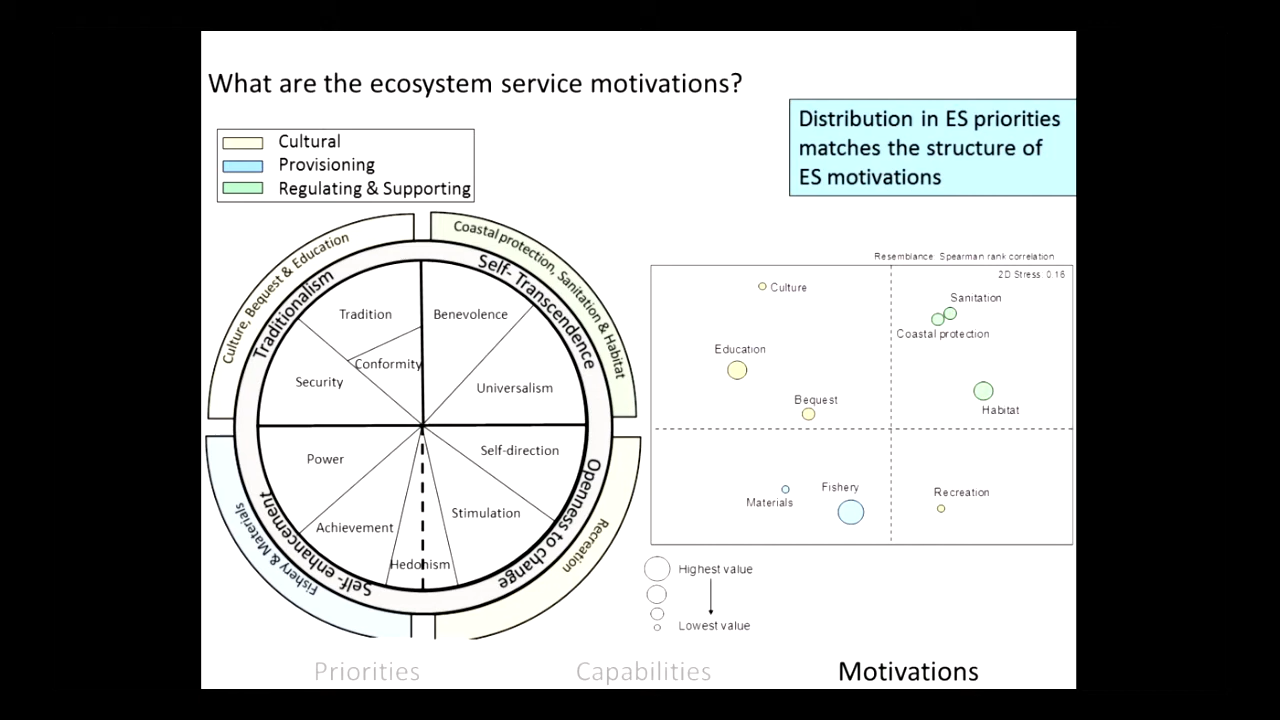 What are the ecosystem service motivations?
Distribution in ES priorities
matches the structure of
ES motivations
Cultural
Provisioning
Regulating & Supporting
Culture, Bequest & Education
Coastal protection, Sanitation & Habitat
Traditionalism
Self- Transcendence
Tradition
Benevolence
Conformity
Security
Universalism
Power
Self-direction
Achievement
Stimulation
Hedonism
Self- enhancement
Openness to change
Fishery & Materials
Recreation
Resemblance: Spearman rank correlation
2D Stress: 0.16
Culture
Sanitation
Coastal protection
Education
Bequest
Habitat
Fishery
Materials
Recreation
Highest value
Lowest value
Priorities
Capabilities
Motivations